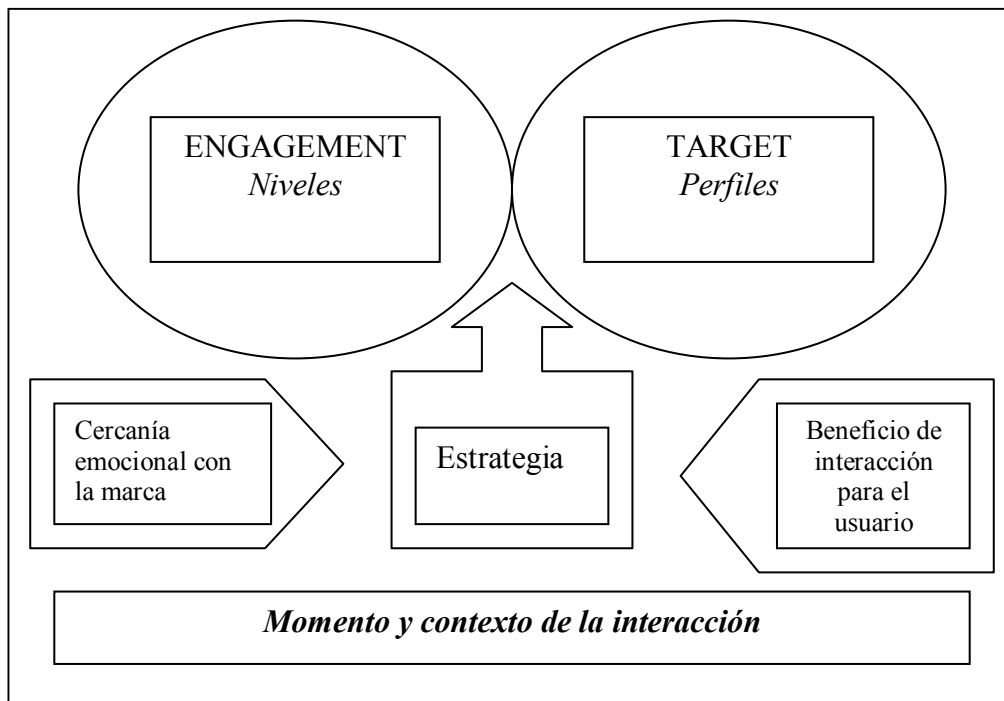 ENGAGEMENT
Niveles
TARGET
Perfiles
Cercanía
emocional con
la marca
Estrategia
Beneficio de
interacción
para el
usuario
Momento y contexto de la interacción